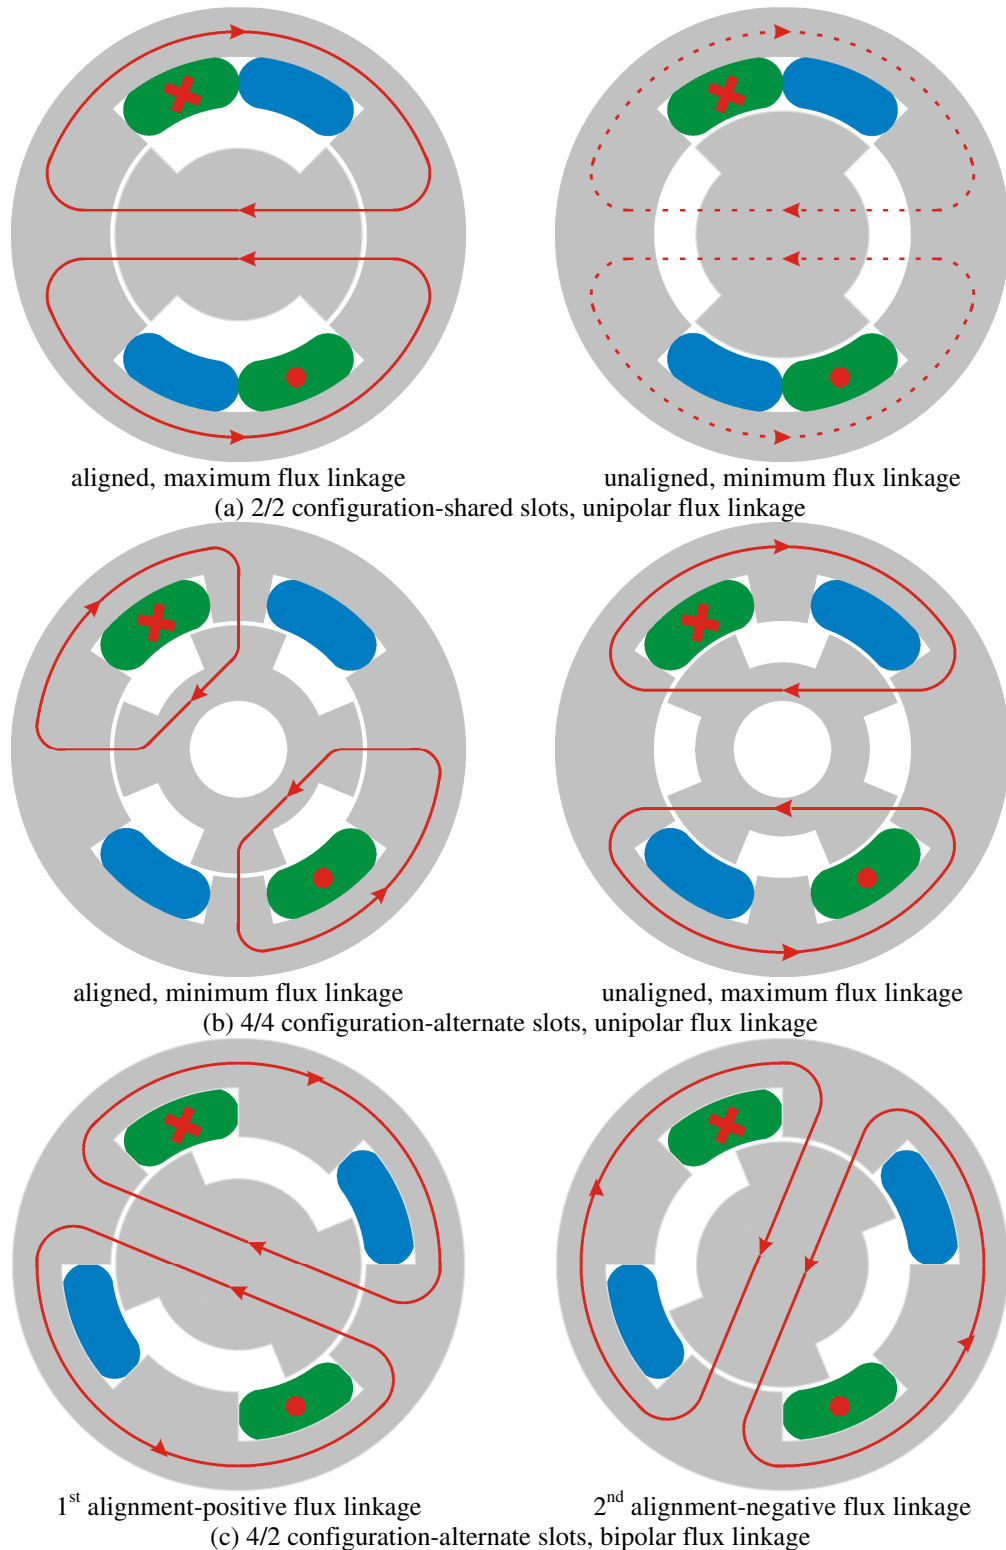 aligned, maximum flux linkage
unaligned, minimum flux linkage
(a) 2/2 configuration-shared slots, unipolar flux linkage
aligned, minimum flux linkage
unaligned, maximum flux linkage
(b) 4/4 configuration-alternate slots, unipolar flux linkage
1st alignment-positive flux linkage
2nd alignment-negative flux linkage
(c) 4/2 configuration-alternate slots, bipolar flux linkage